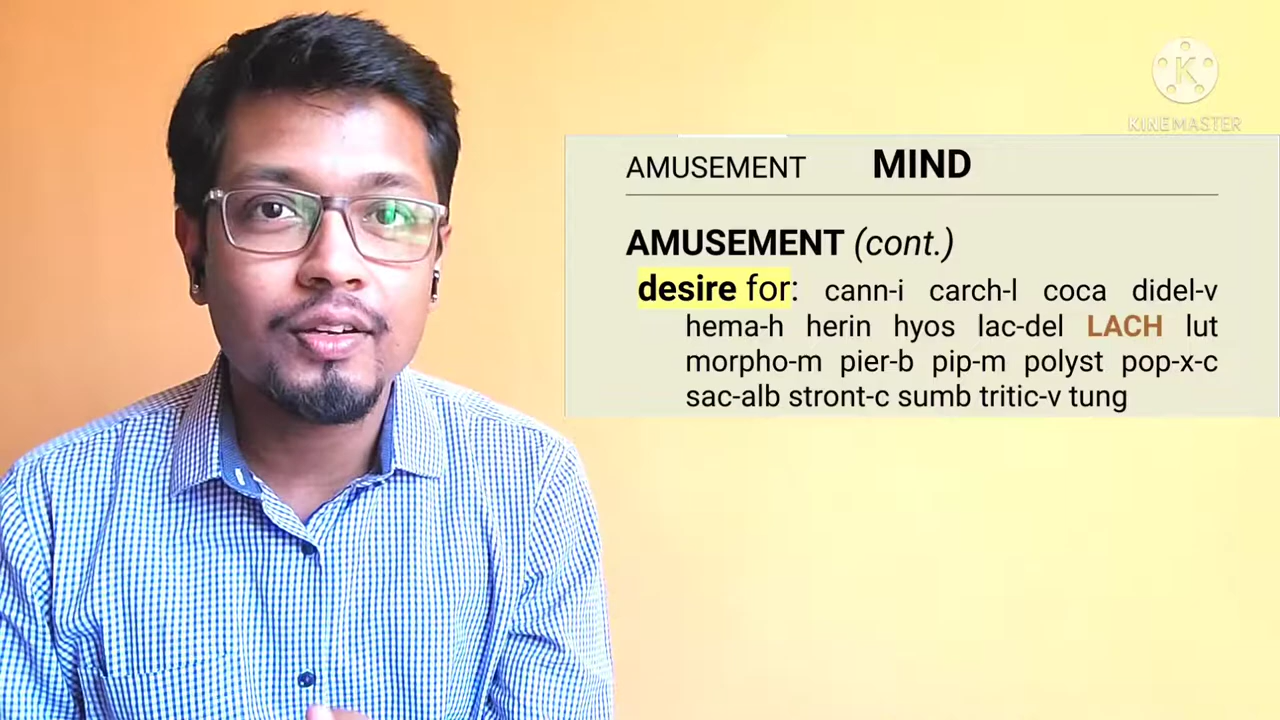 K
KINEMASTER
AMUSEMENT MIND
AMUSEMENT (cont.)
desire for: cann-i carch-l coca didel-v
hema-h herin hyos lac-del LACH lut
morpho-m pier-b pip-m polyst pop-x-c
sac-alb stront-c sumb tritic-v tung